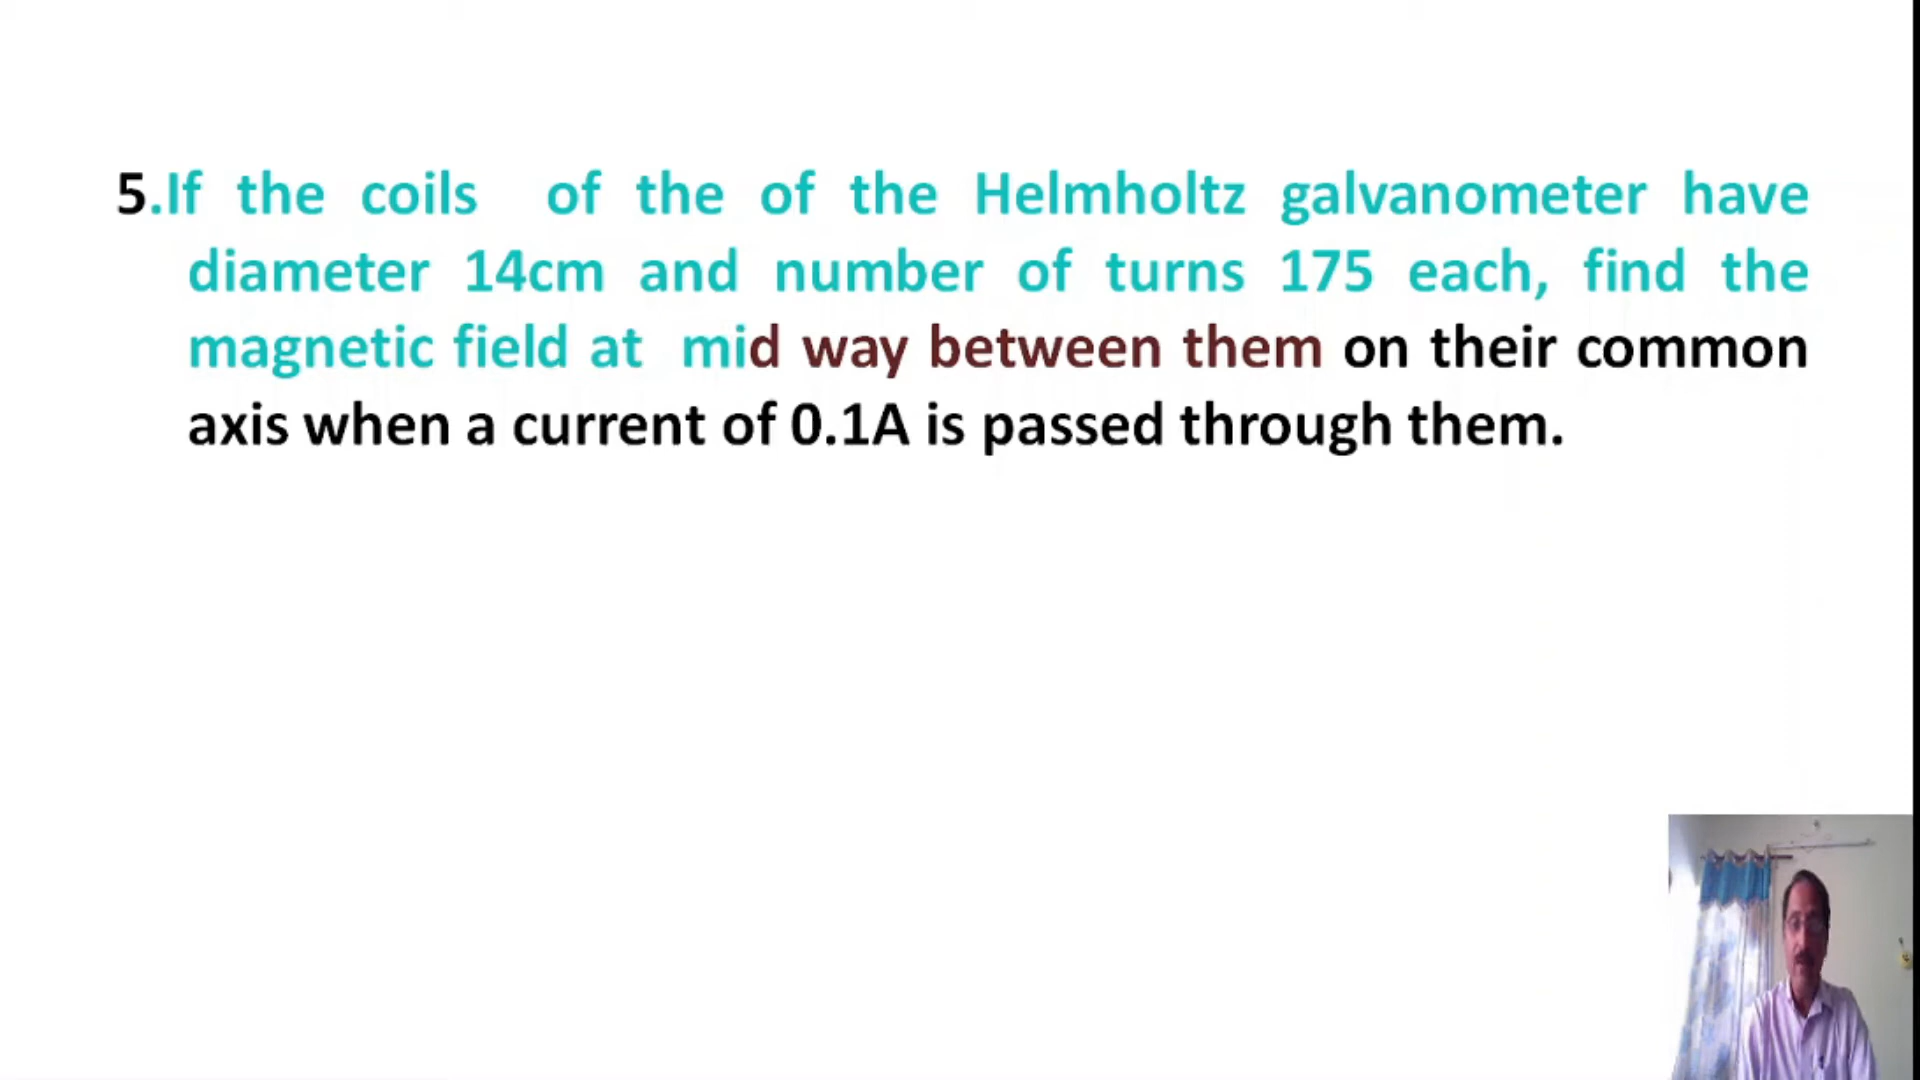 5.If the coils of the of the Helmholtz galvanometer have
diameter 14cm and number of turns 175 each, find the
magnetic field at mid way between them on their common
axis when a current of 0.1A is passed through them.